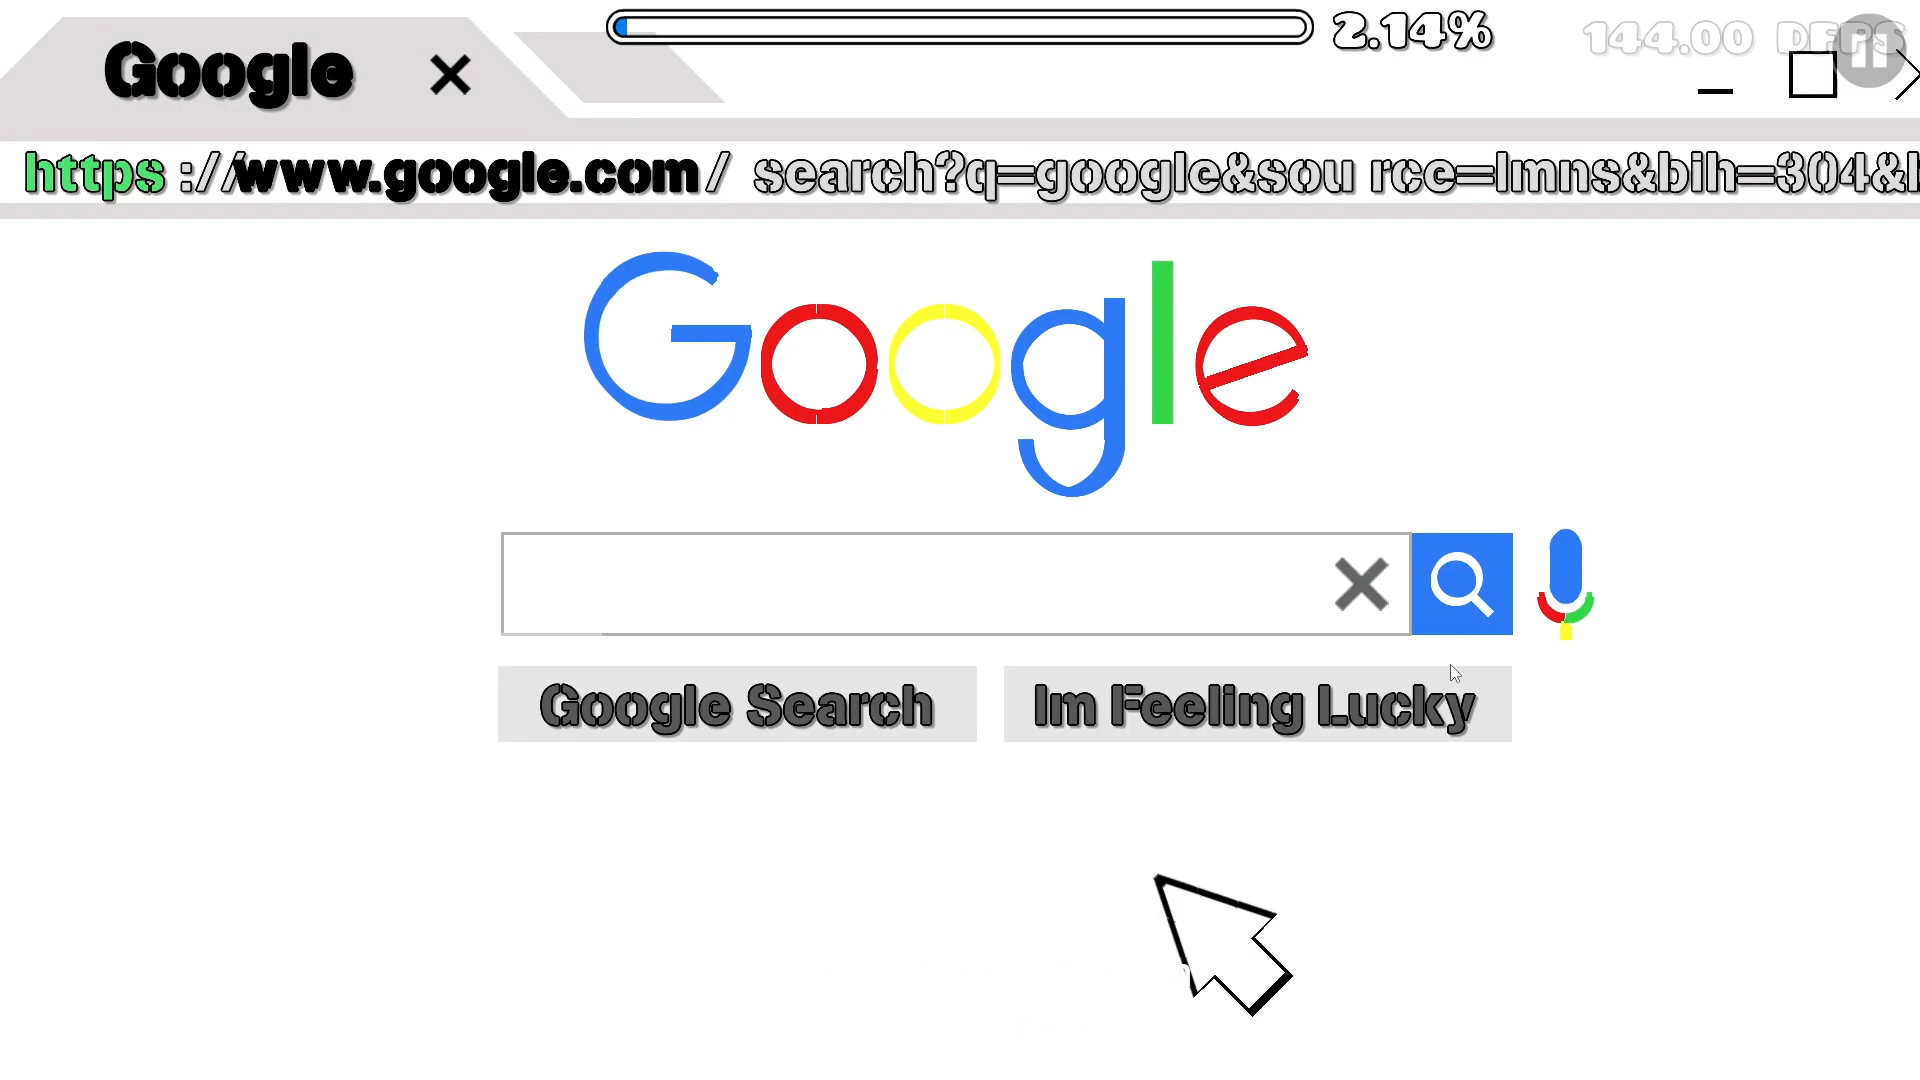 2.14%
144.00 DFPS
Google
https ://www.google.com/ search?q=google&sou rce=lmns&bih=304&
Google
Google Search
Im Feeling Lucky